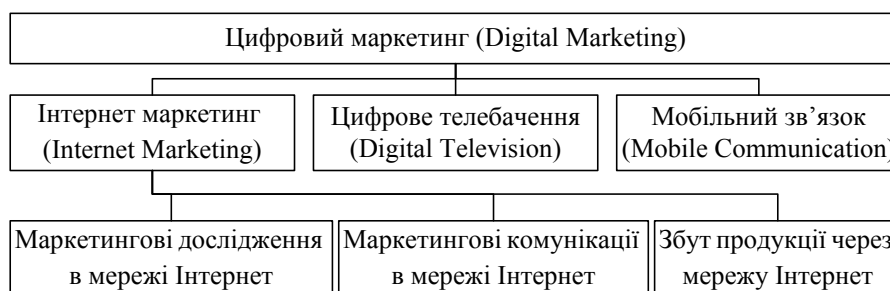 Цифровий маркетинг (Digital Marketing)
Інтернет маркетинг
(Internet Marketing)
Цифрове телебачення
(Digital Television)
Мобільний зв’язок
(Mobile Communication)
Маркетингові дослідження
в мережі Інтернет
Маркетингові комунікації
в мережі Інтернет
Збут продукції через
мережу Інтернет